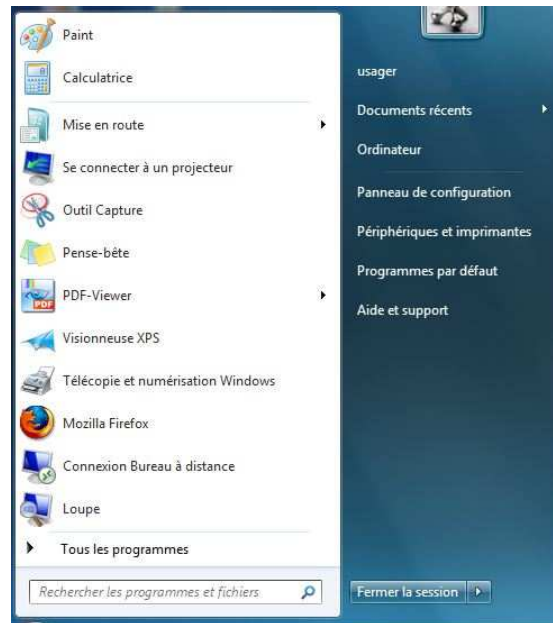 Paint
Calculatrice
Mise en route
Se connecter à un projecteur
Outil Capture
Pense-bête
PDF-Viewer
Visionneuse XPS
Télécopie et numérisation Windows
Mozilla Firefox
Connexion Bureau à distance
Loupe
Tous les programmes
Rechercher les programmes et fichiers
usager
Documents récents
Ordinateur
Panneau de configuration
Périphériques et imprimantes
Programmes par défaut
Aide et support
Fermer la session